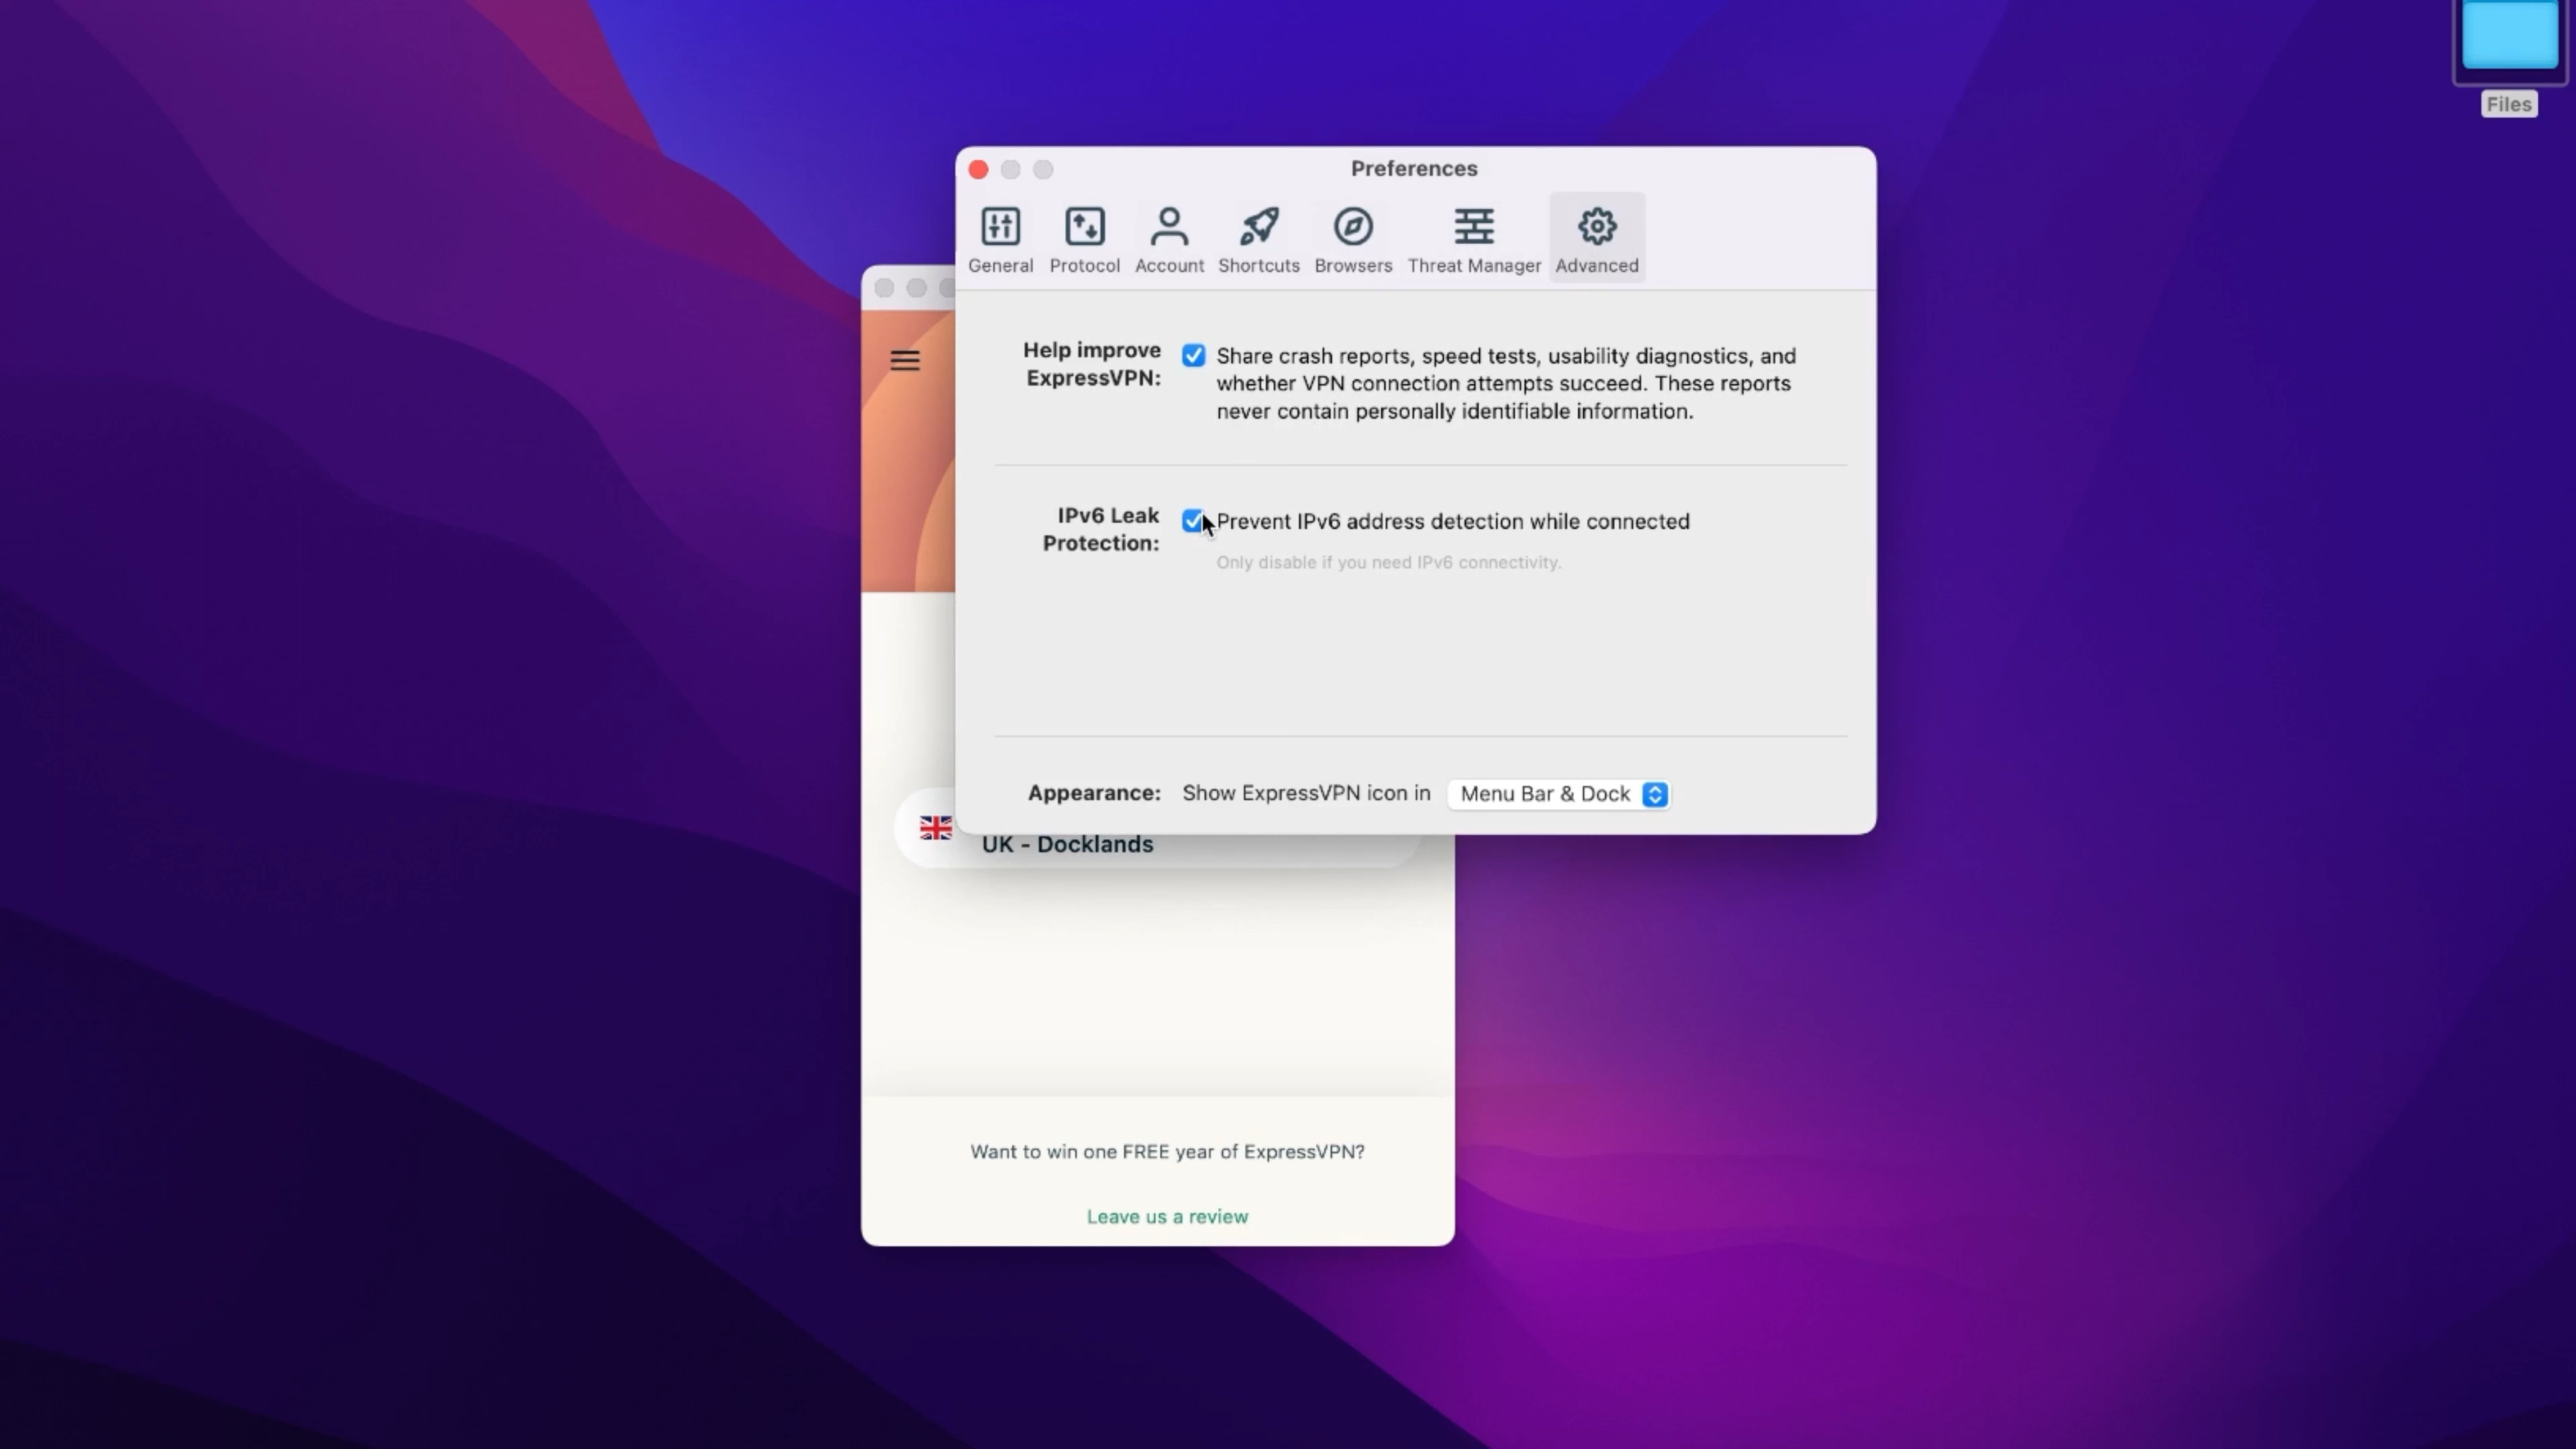 Files
Preferences
General Protocol Account Shortcuts Browsers Threat Manager Advanced
Help improve
ExpressVPN:
Share crash reports, speed tests, usability diagnostics, and
whether VPN connection attempts succeed. These reports
never contain personally identifiable information.
IPv6 Leak
Protection:
Prevent IPv6 address detection while connected
Only disable if you need IPv6 connectivity.
Appearance: Show ExpressVPN icon in Menu Bar & Dock
UK - Docklands
Want to win one FREE year of ExpressVPN?
Leave us a review